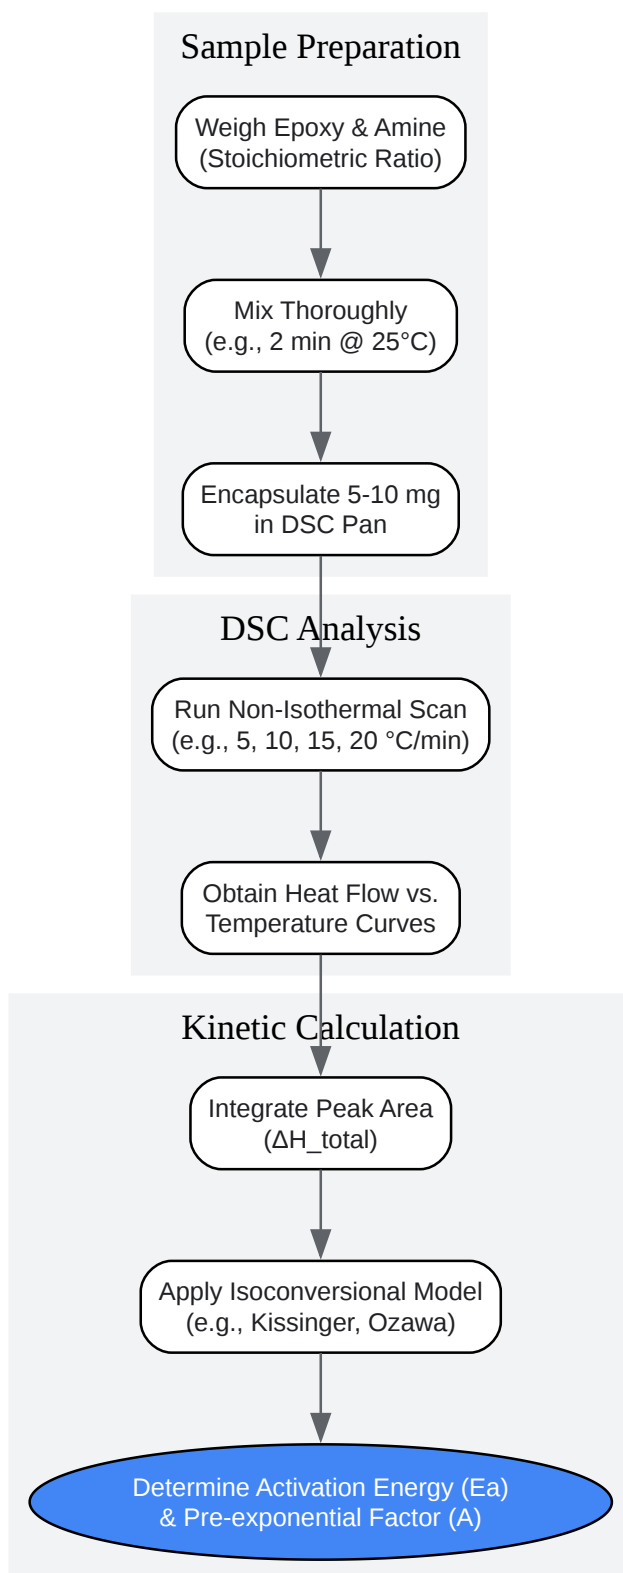 Sample Preparation
Weigh Epoxy & Amine
(Stoichiometric Ratio)
Mix Thoroughly
(e.g., 2 min @ 25°C)
Encapsulate 5-10 mg
in DSC Pan
DSC Analysis
Run Non-Isothermal Scan
(e.g., 5, 10, 15, 20 °C/min)
Obtain Heat Flow vs.
Temperature Curves
Kinetic Calculation
Integrate Peak Area
(ΔH_total)
Apply Isoconversional Model
(e.g., Kissinger, Ozawa)
Determine Activation Energy (Ea)
& Pre-exponential Factor (A)